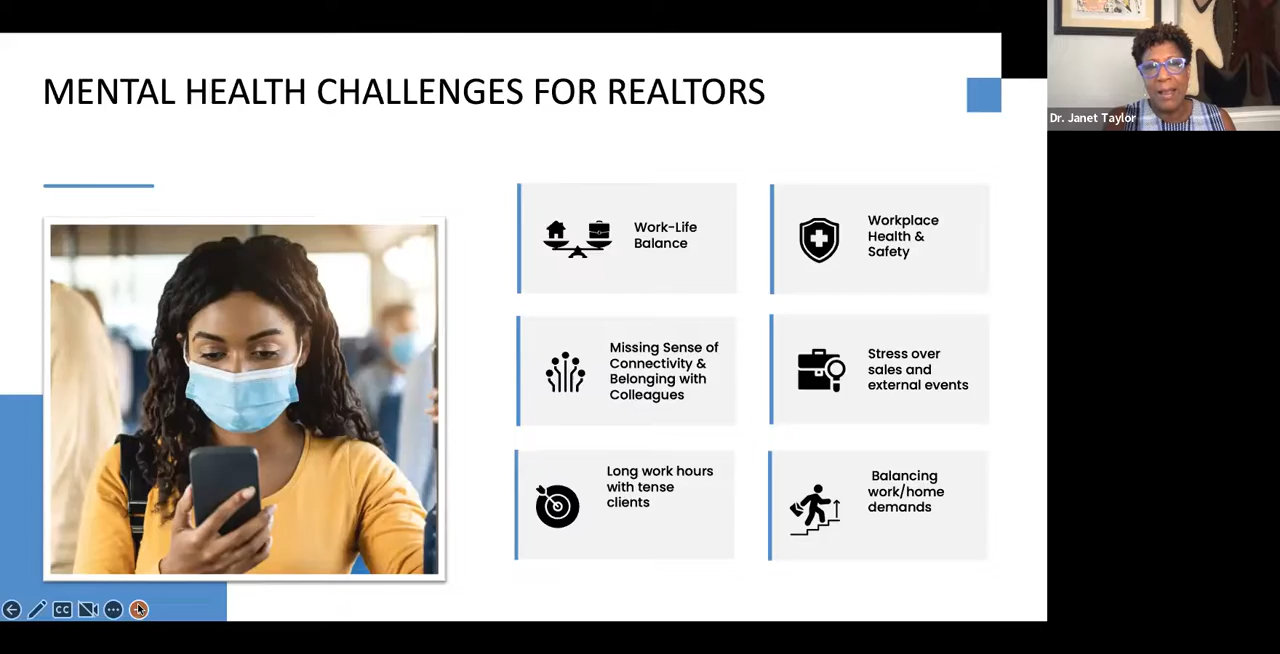 MENTAL HEALTH CHALLENGES FOR REALTORS
Dr. Janet Taylor
Work-Life
Balance
Workplace
Health &
Safety
Missing Sense of
Connectivity &
Belonging with
Colleagues
Stress over
sales and
external events
Long work hours
with tense
clients
Balancing
work/home
demands
CC